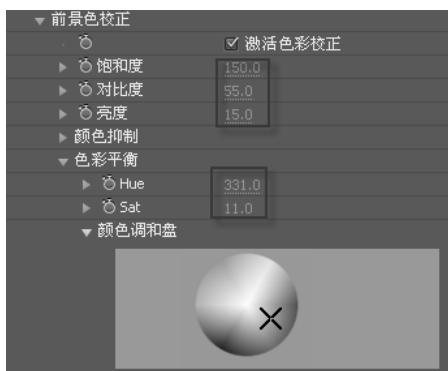 前景色校正
激活色彩校正
饱和度 150.0
对比度 55.0
亮度 15.0
颜色抑制
色彩平衡
Hue 331.0
Sat 11.0
颜色调和盘